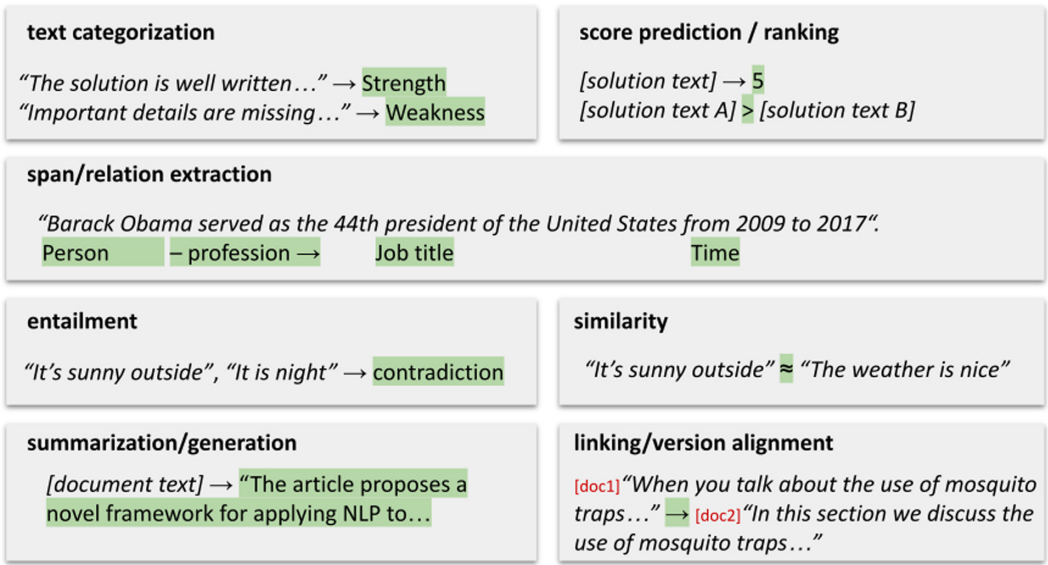 text categorization
“The solution is well written…” → Strength
“Important details are missing…” → Weakness
score prediction / ranking
[solution text] → 5
[solution text A] > [solution text B]
span/relation extraction
“Barack Obama served as the 44th president of the United States from 2009 to 2017“.
Person – profession → Job title Time
entailment
“It’s sunny outside”, “It is night” → contradiction
similarity
“It’s sunny outside” ≈ “The weather is nice”
summarization/generation
[document text] → “The article proposes a
novel framework for applying NLP to…
linking/version alignment
[doc1]“When you talk about the use of mosquito
traps…” → [doc2]“In this section we discuss the
use of mosquito traps…”